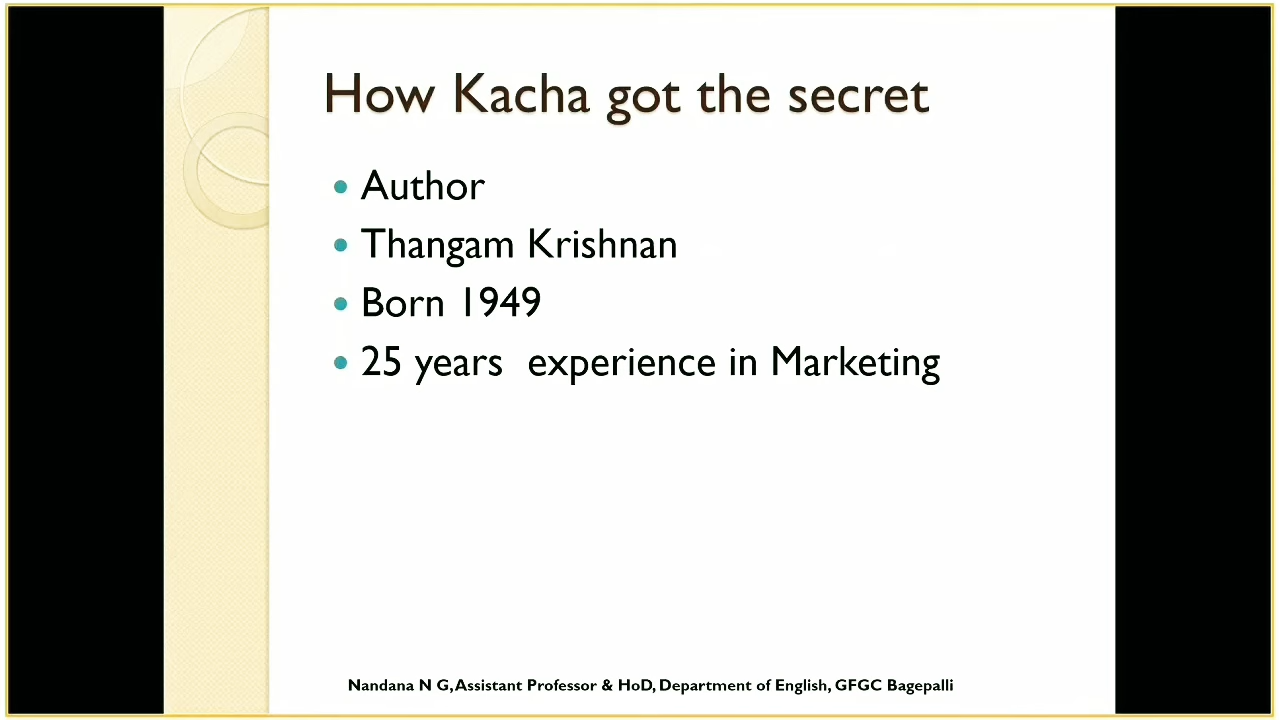 How Kacha got the secret
Author
Thangam Krishnan
Born 1949
25 years  experience in Marketing
Nandana N G, Assistant Professor & HoD, Department of English, GFGC Bagepalli